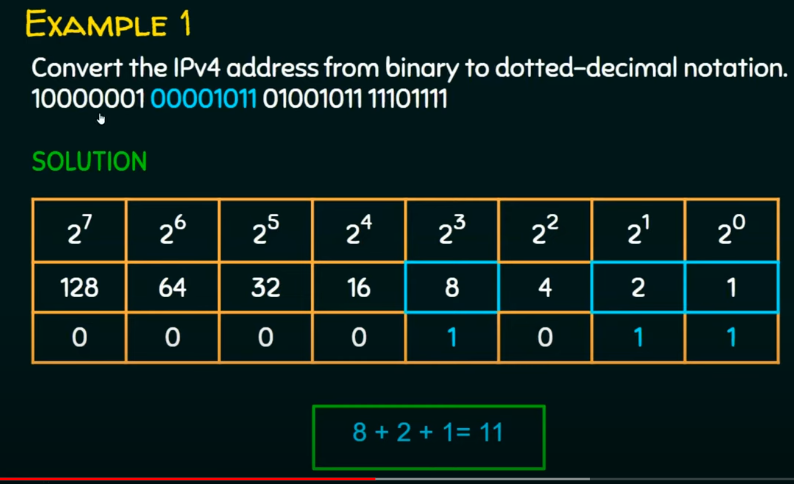 EXAMPLE 1
Convert the IPv4 address from binary to dotted-decimal notation.
10000001 00001011 01001011 11101111
SOLUTION
2⁷ 2⁶ 2⁵ 2⁴ 2³ 2² 2¹ 2⁰
128 64 32 16 8 4 2 1
0 0 0 0 1 0 1 1
8 + 2 + 1= 11